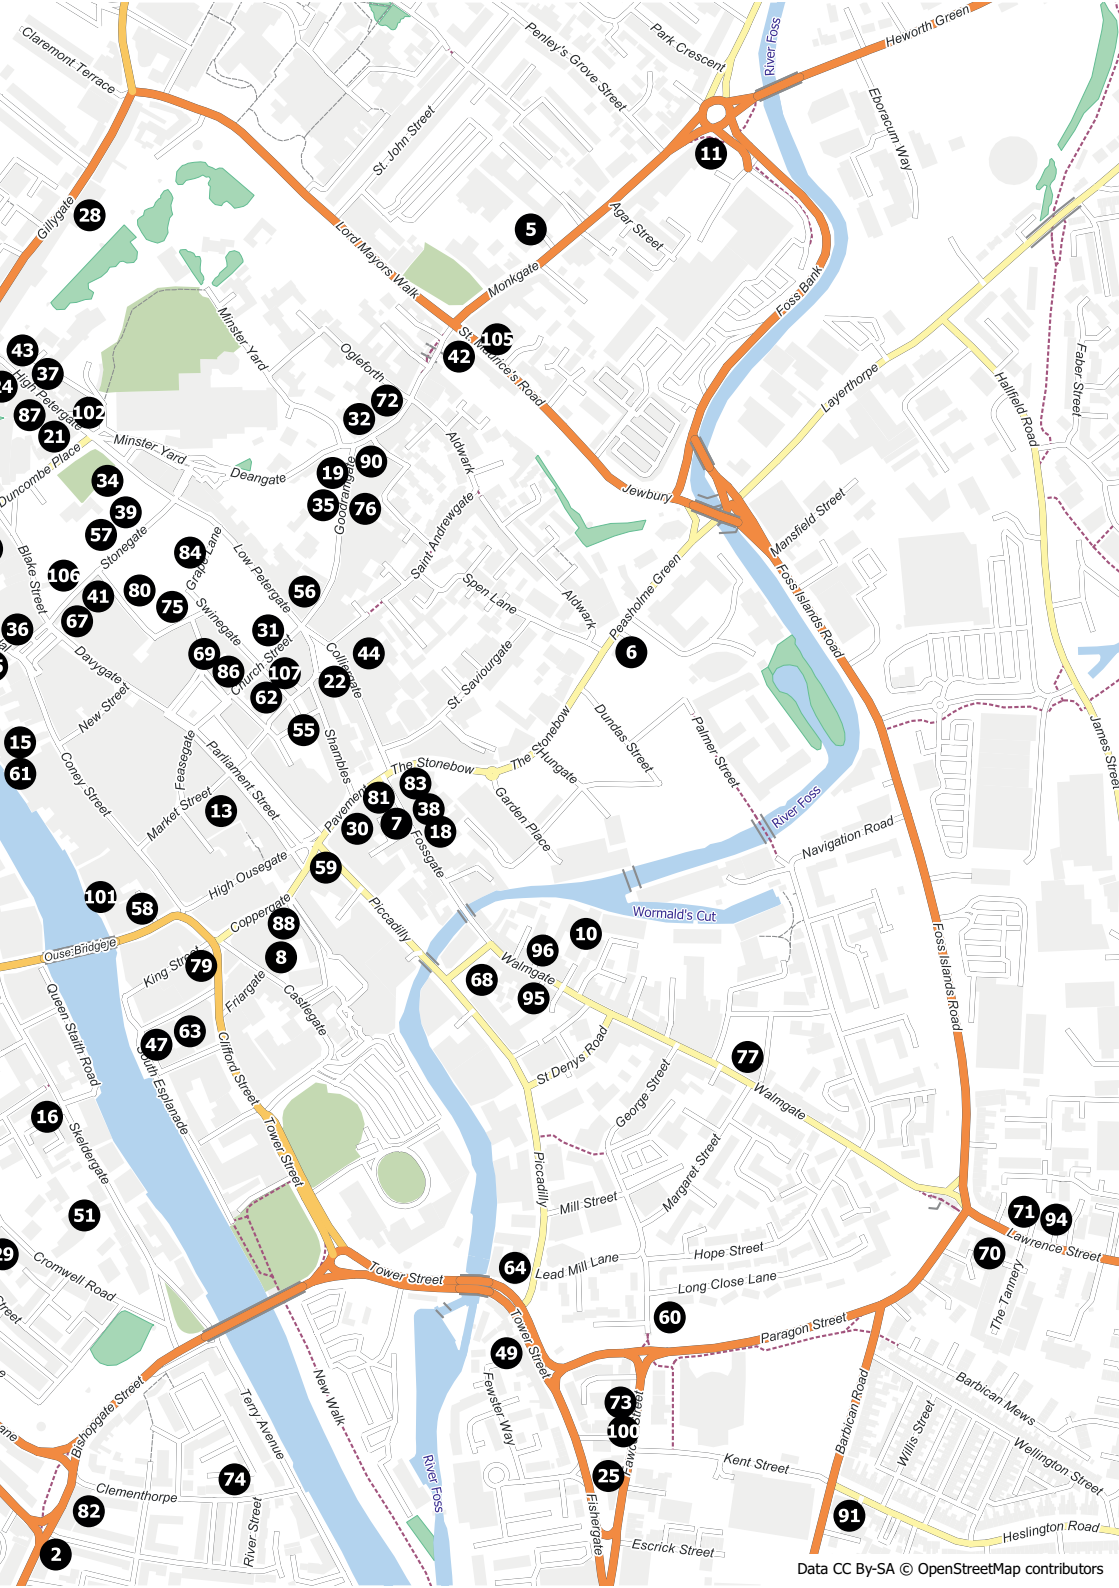 Claremont Terrace
Penley's Grove Street
Park Crescent
River Foss
Heworth Green
Eboracum Way
St. John Street
11
Gillygate
28
Lord Mayors Walk
5
Agar Street
Monkgate
Foss Bank
Minster Yard
Ogleforth
42
105
St. Maurice's Road
Layerthorpe
Hallfield Road
Faber Street
43
37
24
High Petergate
87
21
102
72
32
Minster Yard
Deangate
Duncombe Place
Aldwark
90
19
35
76
Goodramgate
34
39
57
Stonegate
Jewbury
Mansfield Street
Saint Andrewgate
Blake Street
84
Grape Lane
Low Petergate
106
41
80
75
67
56
Spen Lane
Aldwark
Peasholme Green
Foss Islands Road
36
Swinegate
31
69
86
Church Street
107
62
22
44
Colliergate
6
Davygate
New Street
St. Saviourgate
55
Shambles
Dundas Street
Palmer Street
James Street
15
61
Coney Street
Feasegate
Parliament Street
The Stonebow
The Stonebow
Hungate
Market Street
13
Pavement
83
81
38
30
7
18
Garden Place
River Foss
Navigation Road
Fossgate
59
High Ousegate
101
58
Coppergate
88
Piccadilly
Wormald's Cut
Ouse Bridge
King Street
79
8
Friargate
Castlegate
68
96
10
95
Walmgate
Foss Islands Road
Queen Staith Road
47
63
South Esplanade
Clifford Street
St Denys Road
77
Walmgate
George Street
16
Skeldergate
Tower Street
Piccadilly
Margaret Street
51
Mill Street
71
94
70
Lawrence Street
29
Cromwell Road
64
Lead Mill Lane
Hope Street
Long Close Lane
Tower Street
Tower Street
The Tannery
60
Paragon Street
49
Fewster Way
New Walk
Bishopgate Street
Terry Avenue
73
100
Fawcett Street
25
Kent Street
Barbican Road
Barbican Mews
Willis Street
Wellington Street
74
Clementhorpe
82
River Street
River Foss
Fishergate
91
Heslington Road
2
Escrick Street
Data CC By-SA © OpenStreetMap contributors